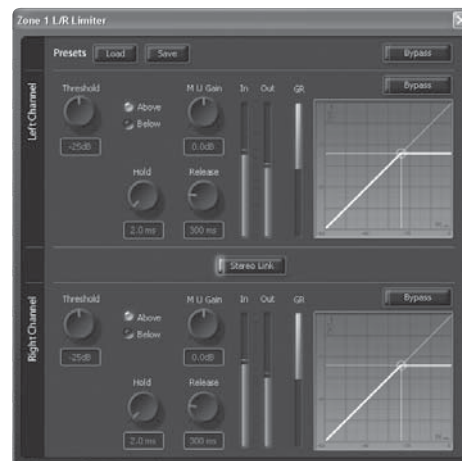 Zone 1 L/R Limiter
Presets Load Save Bypass
Left Channel
Bypass
Threshold M U Gain In Out GR
Above
Below
-25dB 0.0dB
Hold Release
2.0 ms 300 ms
Stereo Link
Right Channel
Bypass
Threshold M U Gain In Out GR
Above
Below
-25dB 0.0dB
Hold Release
2.0 ms 300 ms